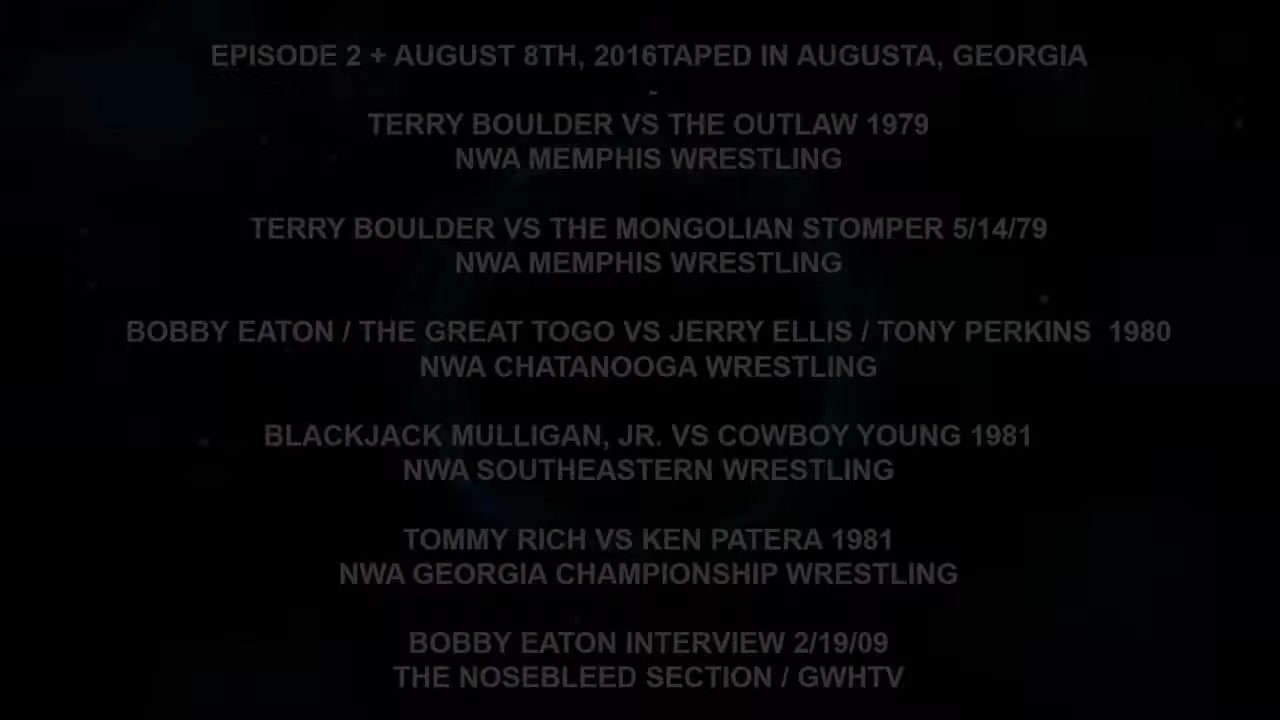 EPISODE 2 + AUGUST 8TH, 2016TAPED IN AUGUSTA, GEORGIA
-
TERRY BOULDER VS THE OUTLAW 1979
NWA MEMPHIS WRESTLING
TERRY BOULDER VS THE MONGOLIAN STOMPER 5/14/79
NWA MEMPHIS WRESTLING
BOBBY EATON / THE GREAT TOGO VS JERRY ELLIS / TONY PERKINS 1980
NWA CHATANOOGA WRESTLING
BLACKJACK MULLIGAN, JR. VS COWBOY YOUNG 1981
NWA SOUTHEASTERN WRESTLING
TOMMY RICH VS KEN PATERA 1981
NWA GEORGIA CHAMPIONSHIP WRESTLING
BOBBY EATON INTERVIEW 2/19/09
THE NOSEBLEED SECTION / GWHTV